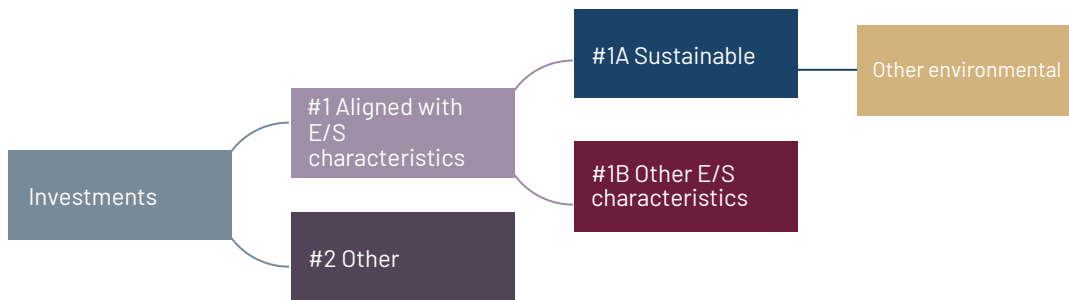 Investments
#1 Aligned with
E/S
characteristics
#2 Other
#1A Sustainable
#1B Other E/S
characteristics
Other environmental